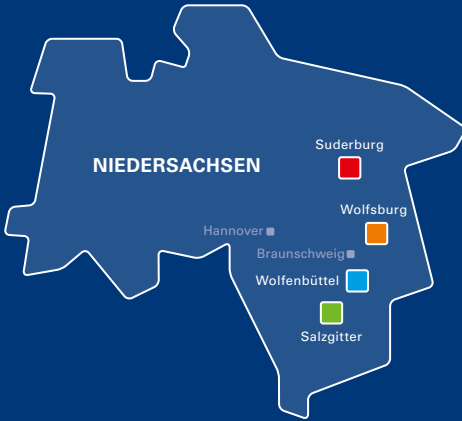 Suderburg
NIEDERSACHSEN
Wolfsburg
Hannover
Braunschweig
Wolfenbüttel
Salzgitter